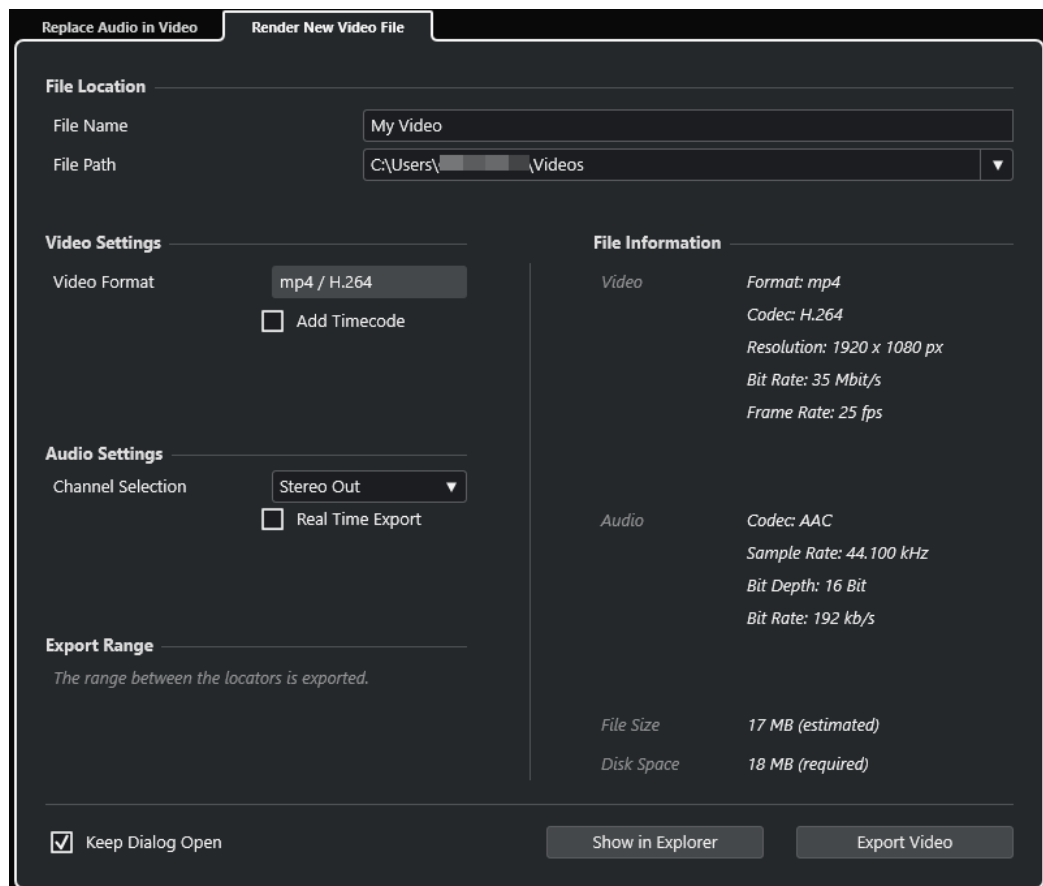 Replace Audio in Video
Render New Video File
File Location
File Name
My Video
File Path
C:\Users\ \Videos
Video Settings
Video Format
mp4 / H.264
Add Timecode
Audio Settings
Channel Selection
Stereo Out
Real Time Export
Export Range
The range between the locators is exported.
File Information
Video
Format: mp4
Codec: H.264
Resolution: 1920 x 1080 px
Bit Rate: 35 Mbit/s
Frame Rate: 25 fps
Audio
Codec: AAC
Sample Rate: 44.100 kHz
Bit Depth: 16 Bit
Bit Rate: 192 kb/s
File Size
17 MB (estimated)
Disk Space
18 MB (required)
Keep Dialog Open
Show in Explorer
Export Video